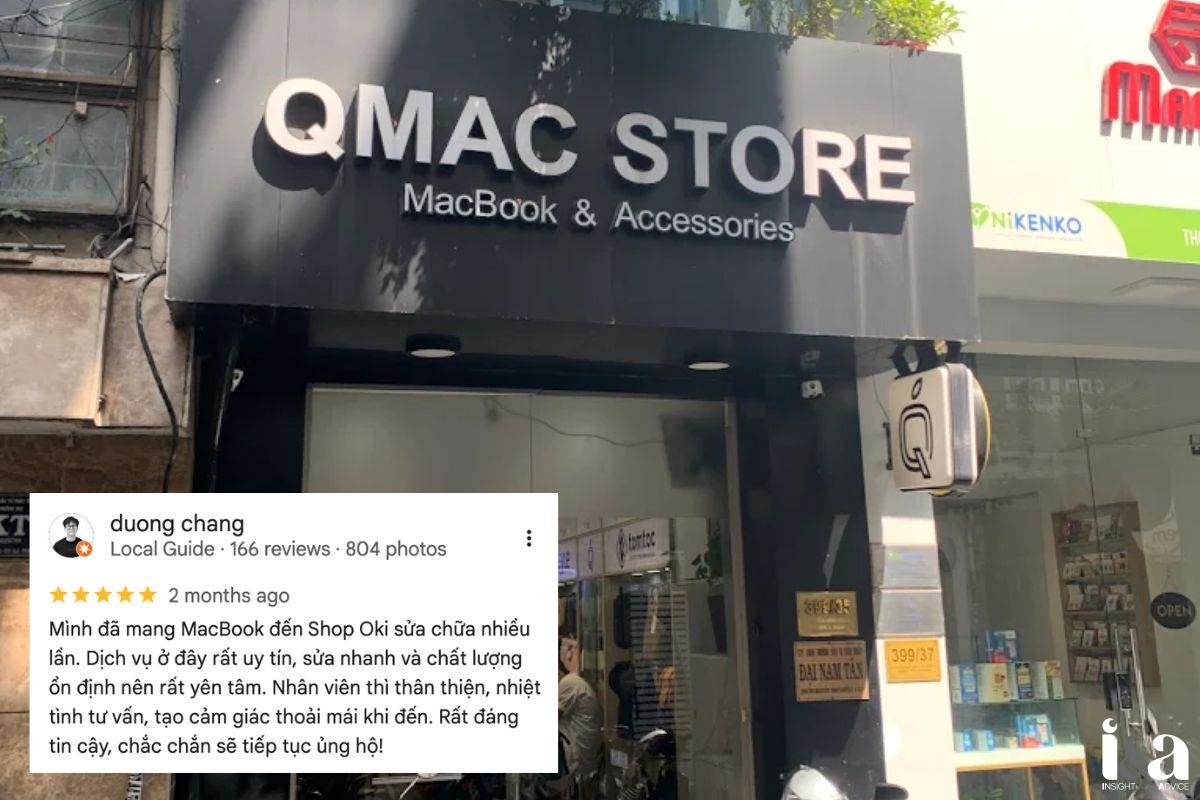 QMAC STORE
MacBook & Accessories
NiKENKO
Q
tomtoc
399/35
ĐẠI NAM TÂN
399/37
OPEN
duong chang
Local Guide · 166 reviews · 804 photos
2 months ago
Mình đã mang MacBook đến Shop Oki sửa chữa nhiều
lần. Dịch vụ ở đây rất uy tín, sửa nhanh và chất lượng
ổn định nên rất yên tâm. Nhân viên thì thân thiện, nhiệt
tình tư vấn, tạo cảm giác thoải mái khi đến. Rất đáng
tin cậy, chắc chắn sẽ tiếp tục ủng hộ!
INSIGHT
ADVICE